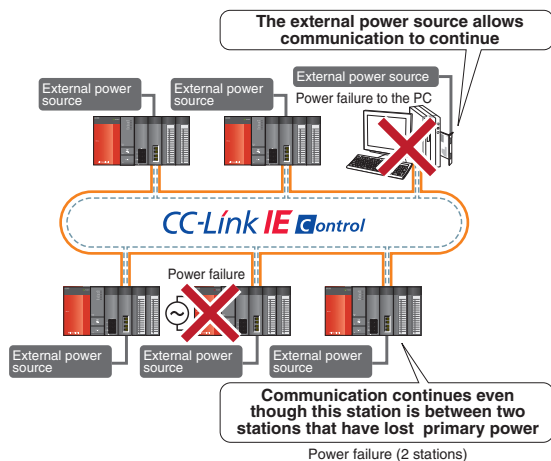 The external power source allows
communication to continue
External power
source
External power
source
External power source
Power failure to the PC
CC-Link IE Control
Power failure
External power
source
External power
source
External power
source
Communication continues even
though this station is between two
stations that have lost primary power
Power failure (2 stations)